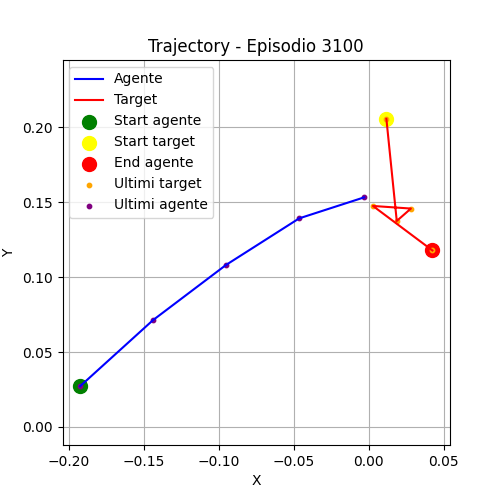 Trajectory - Episodio 3100
Agente
Target
Start agente
Start target
End agente
Ultimi target
Ultimi agente
Y
0.20
0.15
0.10
0.05
0.00
−0.20
−0.15
−0.10
−0.05
0.00
0.05
X